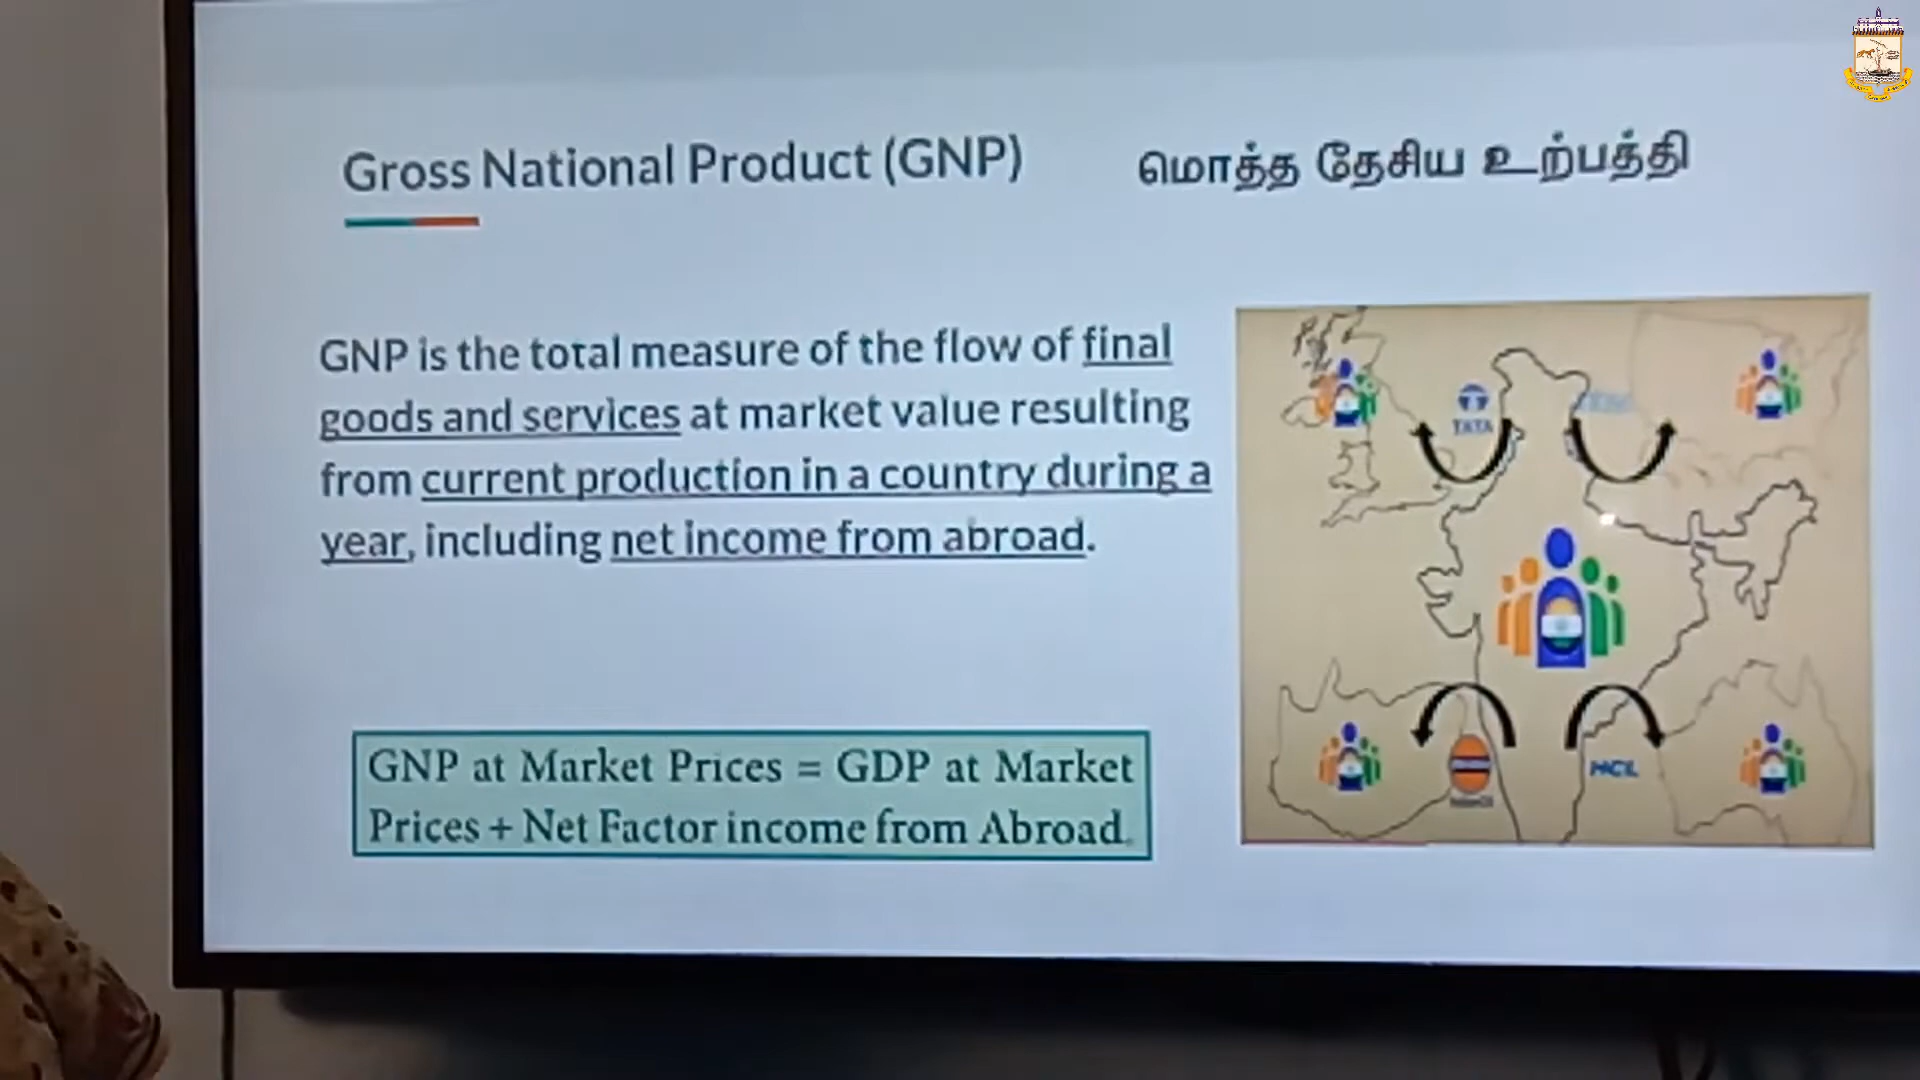 Gross National Product (GNP)
மொத்த தேசிய உற்பத்தி
GNP is the total measure of the flow of final
goods and services at market value resulting
from current production in a country during a
year, including net income from abroad.
GNP at Market Prices = GDP at Market
Prices + Net Factor income from Abroad.
TATA
HCL